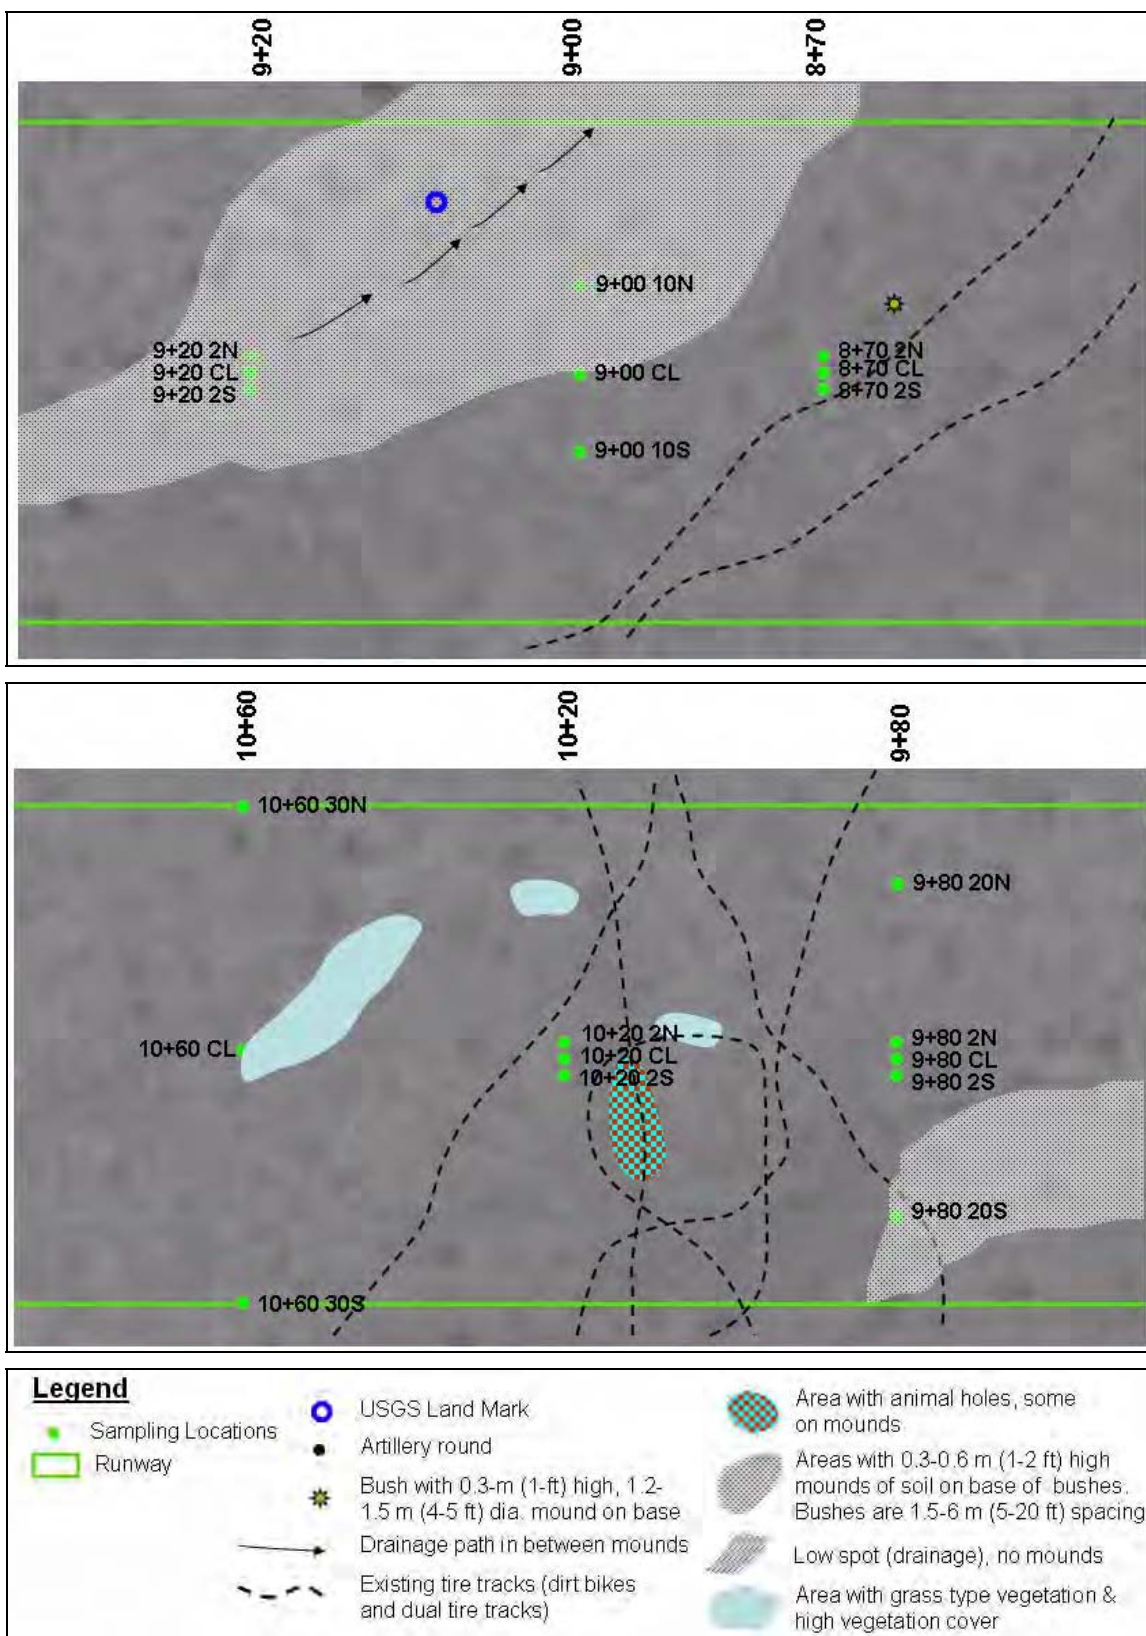 9+20
9+00
8+70
9+00 10N
9+20 2N
9+20 CL
9+20 2S
9+00 CL
8+70 2N
8+70 CL
8+70 2S
9+00 10S
10+60
10+20
9+80
10+60 30N
9+80 20N
10+60 CL
10+20 2N
10+20 CL
10+20 2S
9+80 2N
9+80 CL
9+80 2S
9+80 20S
10+60 30S
Legend
Sampling Locations
Runway
USGS Land Mark
Artillery round
Bush with 0.3-m (1-ft) high, 1.2-
1.5 m (4-5 ft) dia. mound on base
Drainage path in between mounds
Existing tire tracks (dirt bikes
and dual tire tracks)
Area with animal holes, some
on mounds
Areas with 0.3-0.6 m (1-2 ft) high
mounds of soil on base of bushes.
Bushes are 1.5-6 m (5-20 ft) spacing
Low spot (drainage), no mounds
Area with grass type vegetation &
high vegetation cover